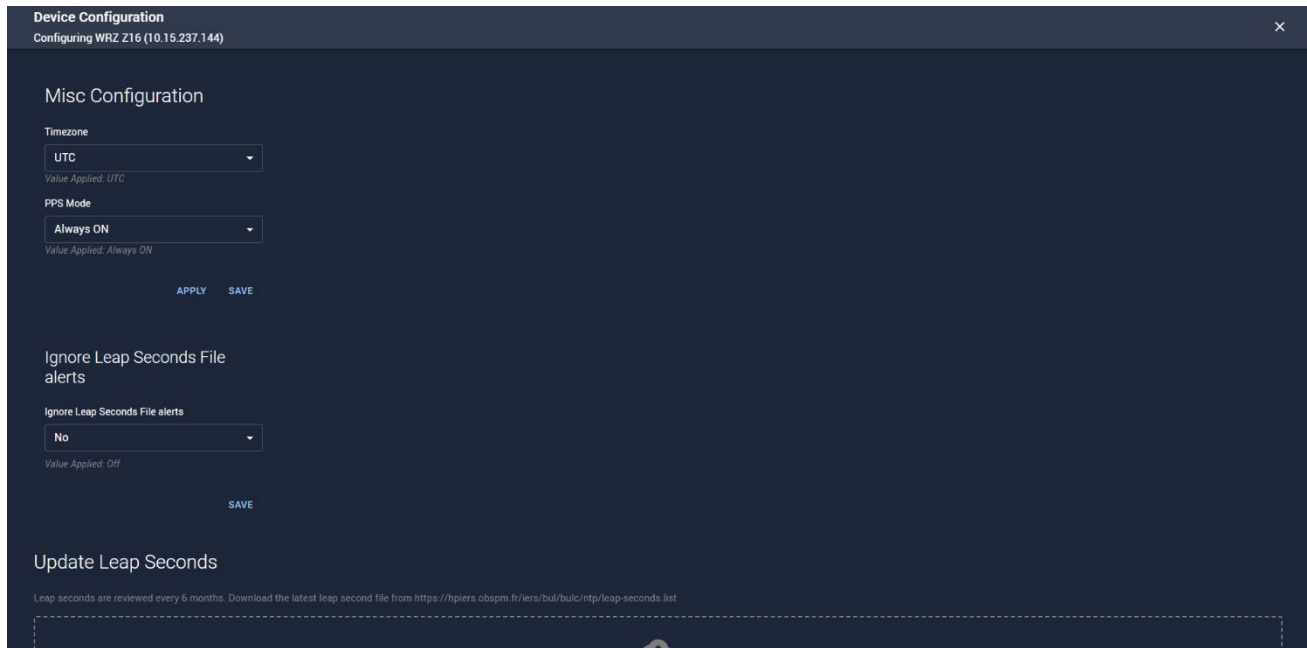 Device Configuration
Configuring WRZ Z16 (10.15.237.144)
Misc Configuration
Timezone
UTC
Value Applied: UTC
PPS Mode
Always ON
Value Applied: Always ON
APPLY SAVE
Ignore Leap Seconds File
alerts
Ignore Leap Seconds File alerts
No
Value Applied: Off
SAVE
Update Leap Seconds
Leap seconds are reviewed every 6 months. Download the latest leap second file from https://hpiers.obspm.fr/iers/bul/bulc/ntp/leap-seconds.list